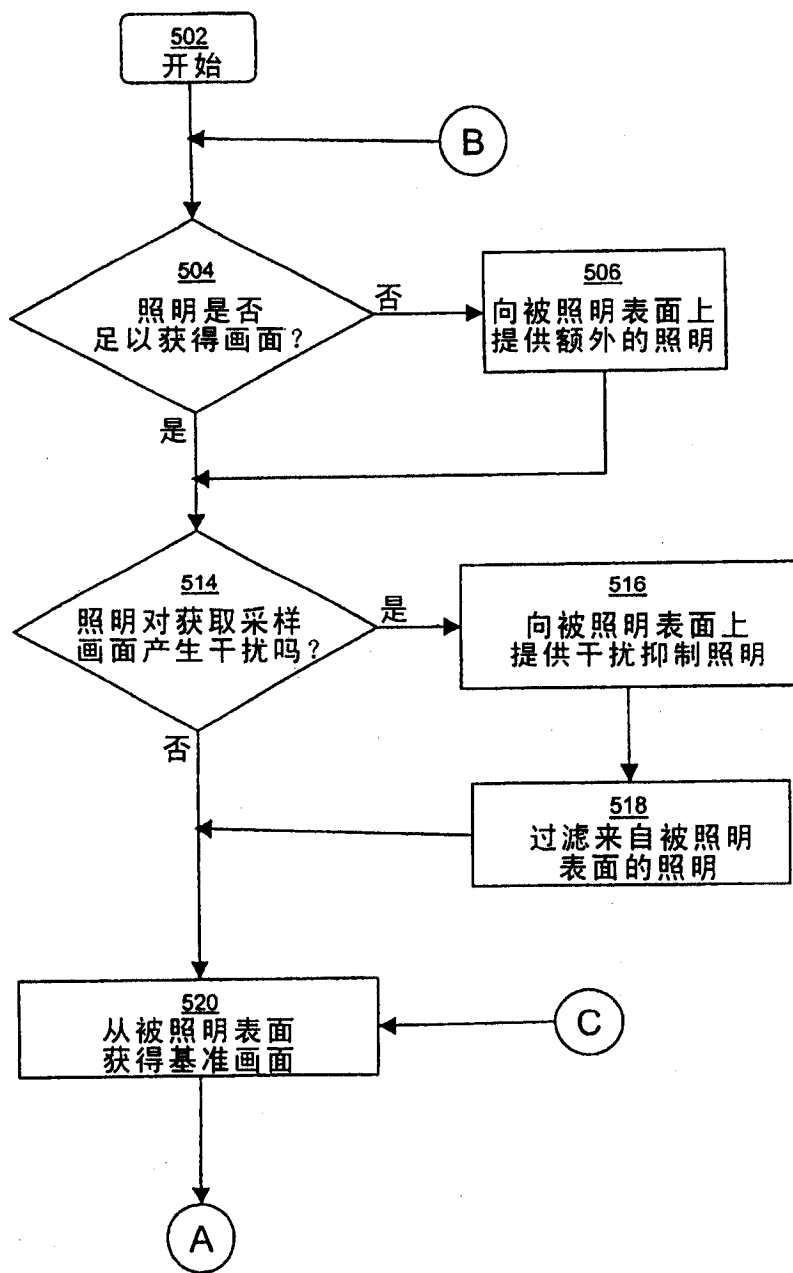 502
开始
B
504
照明是否
足以获得画面？
否
506
向被照明表面上
提供额外的照明
是
514
照明对获取采样
画面产生干扰吗？
是
516
向被照明表面上
提供干扰抑制照明
否
518
过滤来自被照明
表面的照明
520
从被照明表面
获得基准画面
C
A